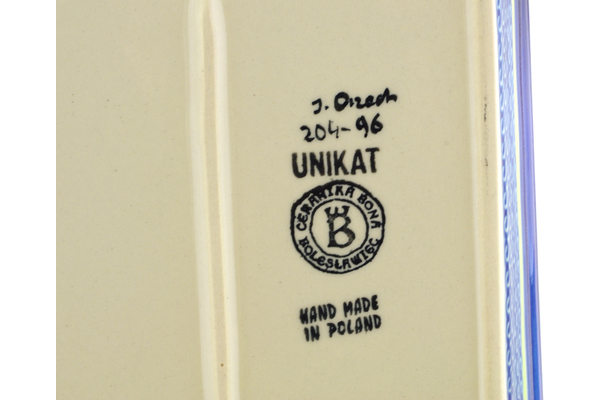 J. Orzech
204-96
UNIKAT
CERAMIKA BONA
B
BOLESŁAWIEC
HAND MADE
IN POLAND